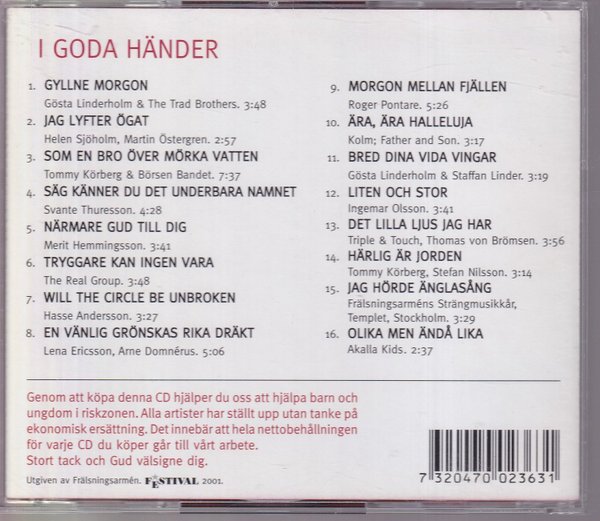 I GODA HÄNDER
1. GYLLNE MORGON
Gösta Linderholm & The Trad Brothers. 3:48
2. JAG LYFTER ÖGAT
Helen Sjöholm, Martin Östergren. 2:57
3. SOM EN BRO ÖVER MÖRKA VATTEN
Tommy Körberg & Börsen Bandet. 7:37
4. SÄG KÄNNER DU DET UNDERBARA NAMNET
Svante Thuresson. 4:28
5. NÄRMARE GUD TILL DIG
Merit Hemmingsson. 3:41
6. TRYGGARE KAN INGEN VARA
The Real Group. 3:48
7. WILL THE CIRCLE BE UNBROKEN
Hasse Andersson. 3:27
8. EN VÄNLIG GRÖNSKAS RIKA DRÄKT
Lena Ericsson, Arne Domnérus. 5:06
9. MORGON MELLAN FJÄLLEN
Roger Pontare. 5:26
10. ÄRA, ÄRA HALLELUJA
Kolm; Father and Son. 3:17
11. BRED DINA VIDA VINGAR
Gösta Linderholm & Staffan Linder. 3:19
12. LITEN OCH STOR
Ingemar Olsson. 3:41
13. DET LILLA LJUS JAG HAR
Triple & Touch, Thomas von Brömsen. 3:56
14. HÄRLIG ÄR JORDEN
Tommy Körberg, Stefan Nilsson. 3:14
15. JAG HÖRDE ÄNGLASÅNG
Frälsningsarméns Strängmusikkår,
Templet, Stockholm. 3:29
16. OLIKA MEN ÄNDÅ LIKA
Akalla Kids. 2:37
Genom att köpa denna CD hjälper du oss att hjälpa barn och
ungdom i riskzonen. Alla artister har ställt upp utan tanke på
ekonomisk ersättning. Det innebär att hela nettobehållningen
för varje CD du köper går till vårt arbete.
Stort tack och Gud välsigne dig.
Utgiven av Frälsningsarmén. FESTIVAL 2001.
7 320470 023631